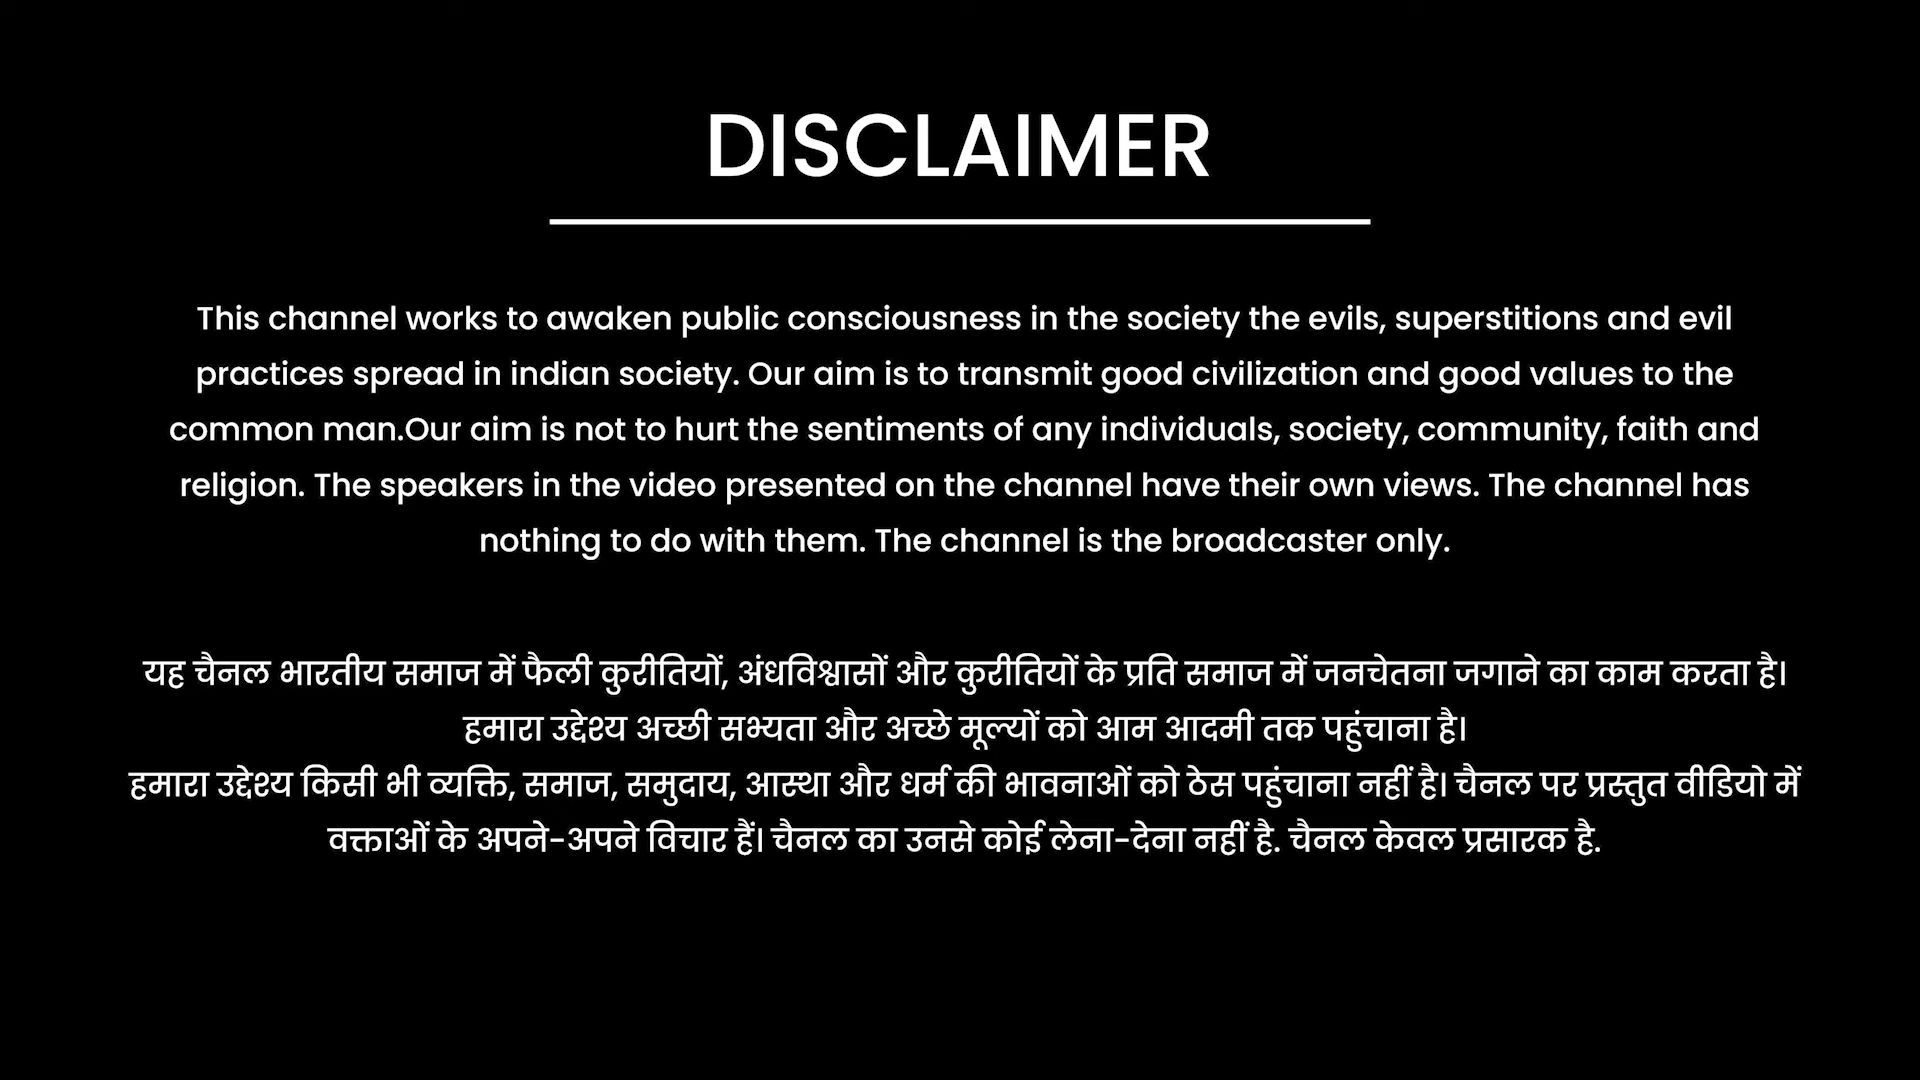 DISCLAIMER
This channel works to awaken public consciousness in the society the evils, superstitions and evil
practices spread in indian society. Our aim is to transmit good civilization and good values to the
common man.Our aim is not to hurt the sentiments of any individuals, society, community, faith and
religion. The speakers in the video presented on the channel have their own views. The channel has
nothing to do with them. The channel is the broadcaster only.
यह चैनल भारतीय समाज में फैली कुरीतियों, अंधविश्वासों और कुरीतियों के प्रति समाज में जनचेतना जगाने का काम करता है।
हमारा उद्देश्य अच्छी सभ्यता और अच्छे मूल्यों को आम आदमी तक पहुंचाना है।
हमारा उद्देश्य किसी भी व्यक्ति, समाज, समुदाय, आस्था और धर्म की भावनाओं को ठेस पहुंचाना नहीं है। चैनल पर प्रस्तुत वीडियो में
वक्ताओं के अपने-अपने विचार हैं। चैनल का उनसे कोई लेना-देना नहीं है. चैनल केवल प्रसारक है.